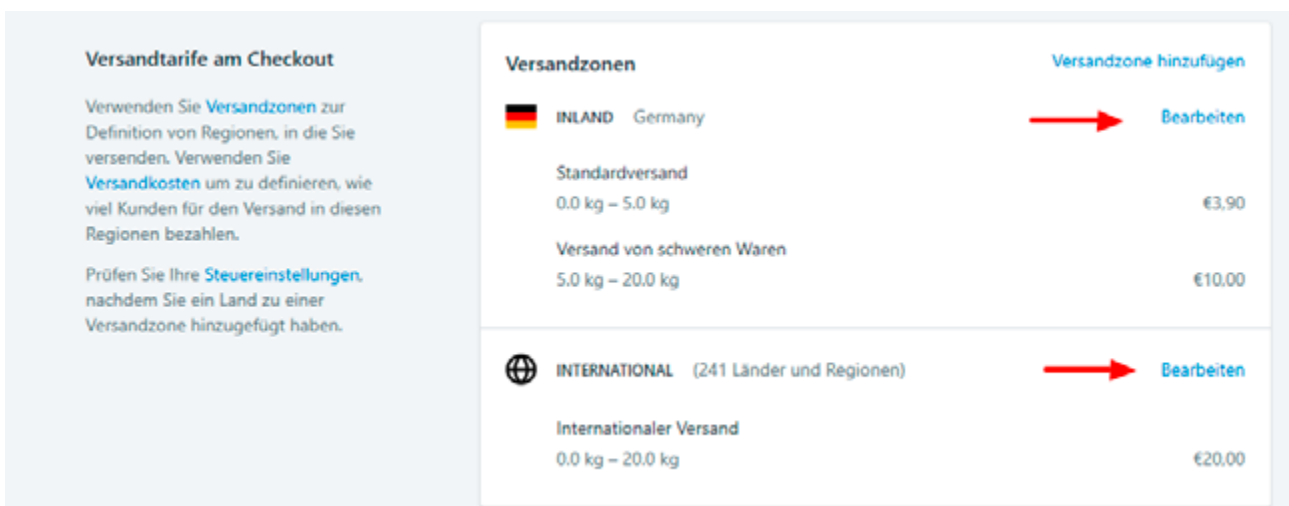 Versandtarife am Checkout
Verwenden Sie Versandzonen zur
Definition von Regionen, in die Sie
versenden. Verwenden Sie
Versandkosten um zu definieren, wie
viel Kunden für den Versand in diesen
Regionen bezahlen.
Prüfen Sie Ihre Steuereinstellungen,
nachdem Sie ein Land zu einer
Versandzone hinzugefügt haben.
Versandzonen Versandzone hinzufügen
INLAND Germany Bearbeiten
Standardversand
0.0 kg – 5.0 kg €3,90
Versand von schweren Waren
5.0 kg – 20.0 kg €10.00
INTERNATIONAL (241 Länder und Regionen) Bearbeiten
Internationaler Versand
0.0 kg – 20.0 kg €20,00